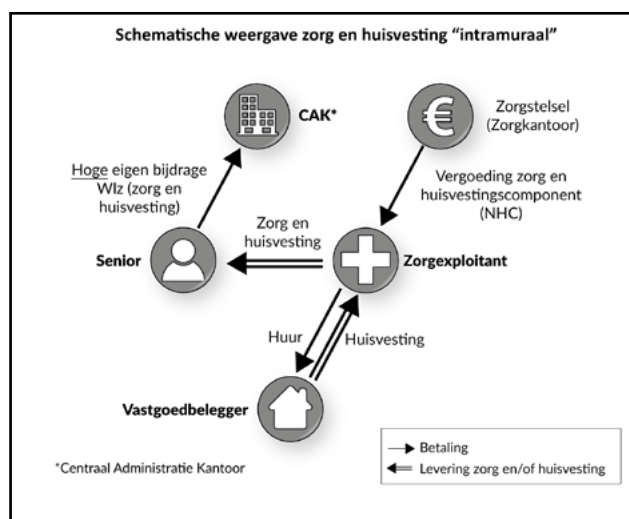 Schematische weergave zorg en huisvesting “intramuraal”
CAK*
Zorgstelsel
(Zorgkantoor)
Hoge eigen bijdrage
Wlz (zorg en
huisvesting)
Vergoeding zorg en
huisvestingscomponent
(NHC)
Zorg en
huisvesting
Senior
Zorgexploitant
Huur
Huisvesting
Vastgoedbelegger
*Centraal Administratie Kantoor
Betaling
Levering zorg en/of huisvesting